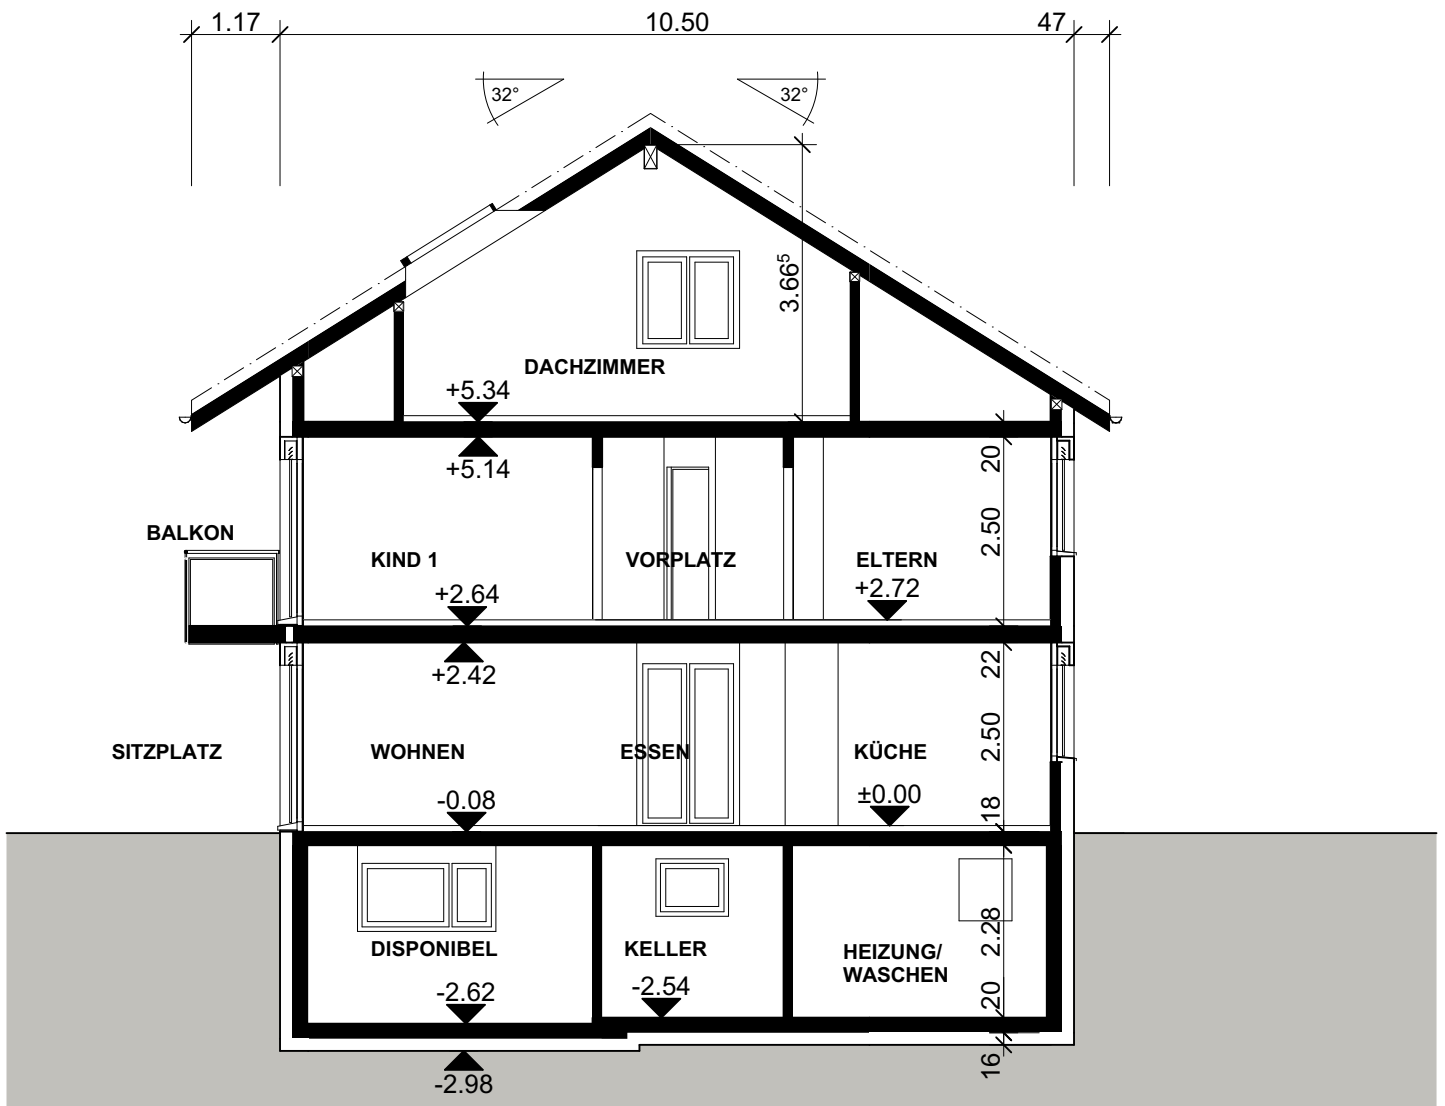 1.17
10.50
47
32°
32°
3.66⁵
DACHZIMMER
+5.34
+5.14
20
BALKON
2.50
KIND 1
VORPLATZ
ELTERN
+2.64
+2.72
+2.42
22
SITZPLATZ
WOHNEN
ESSEN
KÜCHE
2.50
-0.08
±0.00
18
DISPONIBEL
KELLER
HEIZUNG/
WASCHEN
2.28
-2.62
-2.54
20
-2.98
16